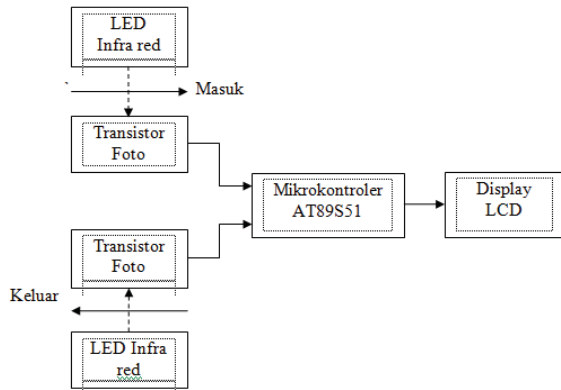 LED
Infra red
Masuk
Transistor
Foto
Mikrokontroler
AT89S51
Display
LCD
Transistor
Foto
Keluar
LED Infra
red